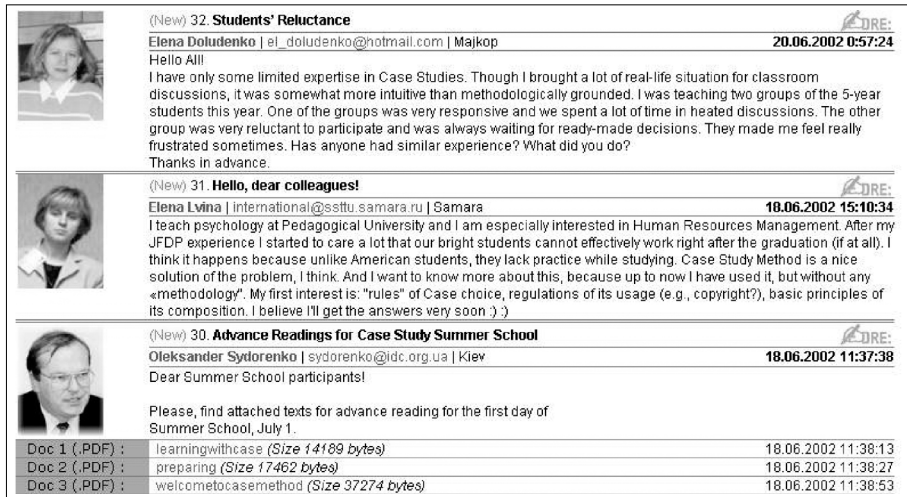 (New) 32. Students' Reluctance RE:
Elena Doludenko | el_doludenko@hotmail.com | Majkop 20.06.2002 0:57:24
Hello All!
I have only some limited expertise in Case Studies. Though I brought a lot of real-life situation for classroom
discussions, it was somewhat more intuitive than methodologically grounded. I was teaching two groups of the 5-year
students this year. One of the groups was very responsive and we spent a lot of time in heated discussions. The other
group was very reluctant to participate and was always waiting for ready-made decisions. They made me feel really
frustrated sometimes. Has anyone had similar experience? What did you do?
Thanks in advance.
(New) 31. Hello, dear colleagues! RE:
Elena Lvina | international@ssttu.samara.ru | Samara 18.06.2002 15:10:34
I teach psychology at Pedagogical University and I am especially interested in Human Resources Management. After my
JFDP experience I started to care a lot that our bright students cannot effectively work right after the graduation (if at all). I
think it happens because unlike American students, they lack practice while studying. Case Study Method is a nice
solution of the problem, I think. And I want to know more about this, because up to now I have used it, but without any
«methodology". My first interest is: "rules" of Case choice, regulations of its usage (e.g., copyright?), basic principles of
its composition. I believe I'll get the answers very soon :) :)
(New) 30. Advance Readings for Case Study Summer School RE:
Oleksander Sydorenko | sydorenko@idc.org.ua | Kiev 18.06.2002 11:37:38
Dear Summer School participants!
Please, find attached texts for advance reading for the first day of
Summer School, July 1.
Doc 1 (.PDF) : learningwithcase (Size 14189 bytes) 18.06.2002 11:38:13
Doc 2 (.PDF) : preparing (Size 17462 bytes) 18.06.2002 11:38:27
Doc 3 (.PDF) : welcometocasemethod (Size 37274 bytes) 18.06.2002 11:38:53